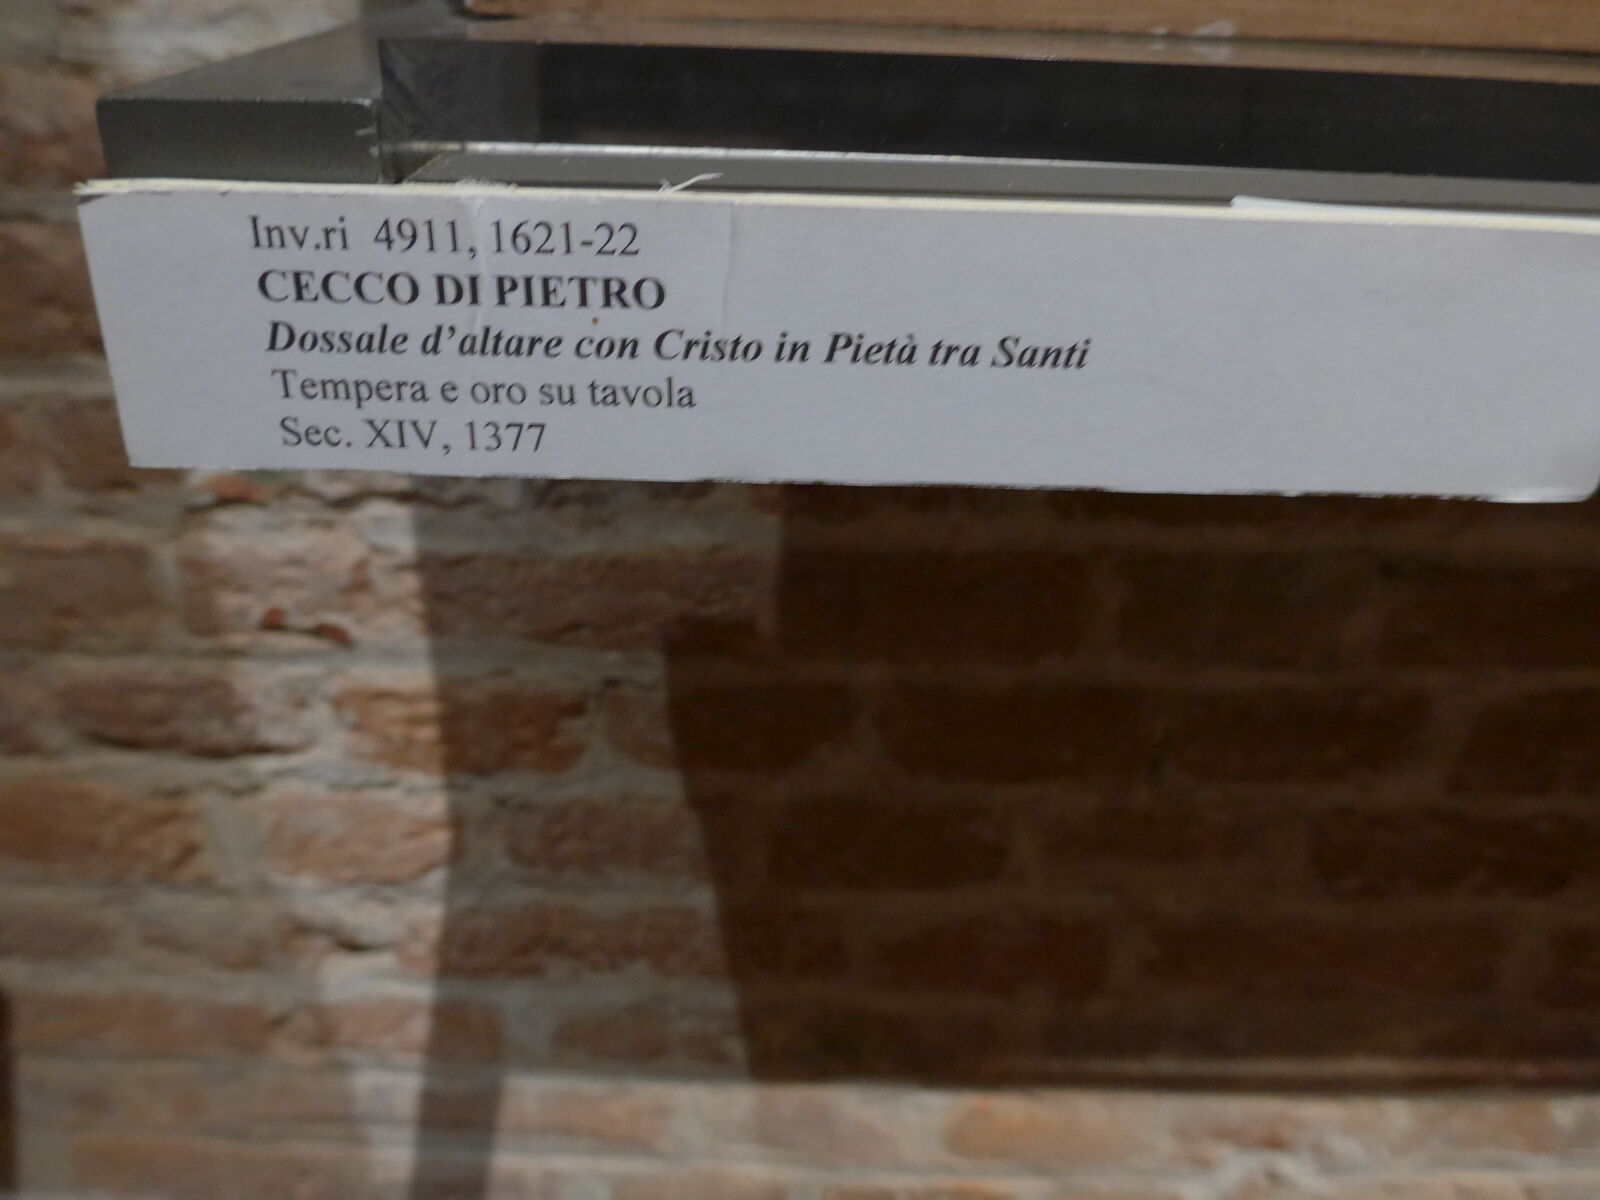 Inv.ri 4911, 1621-22
CECCO DI PIETRO
Dossale d'altare con Cristo in Pietà tra Santi
Tempera e oro su tavola
Sec. XIV, 1377